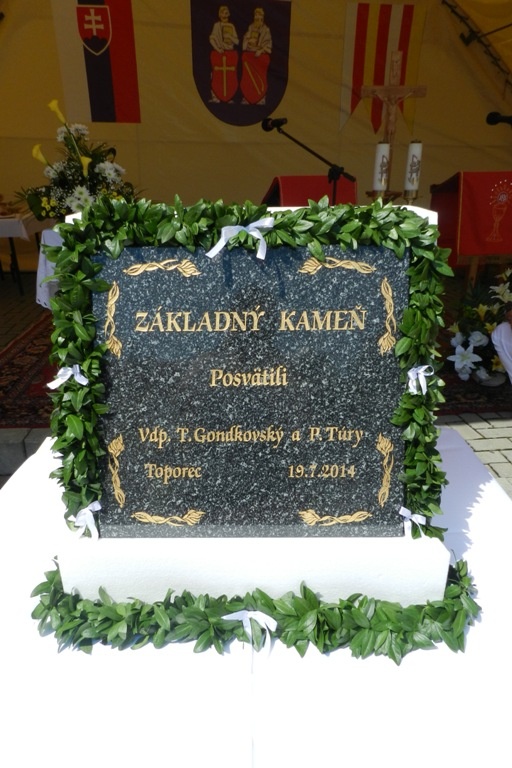 ZÁKLADNÝ KAMEŇ
Posvätili
Vdp. T. Gondkovský a P. Túry
Toporec 19.7.2014